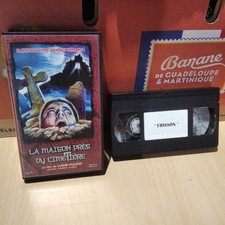 LA MAISON PRÈS
DU CIMETIÈRE
" FRISSON "
Banane
DE GUADELOUPE
& MARTINIQUE